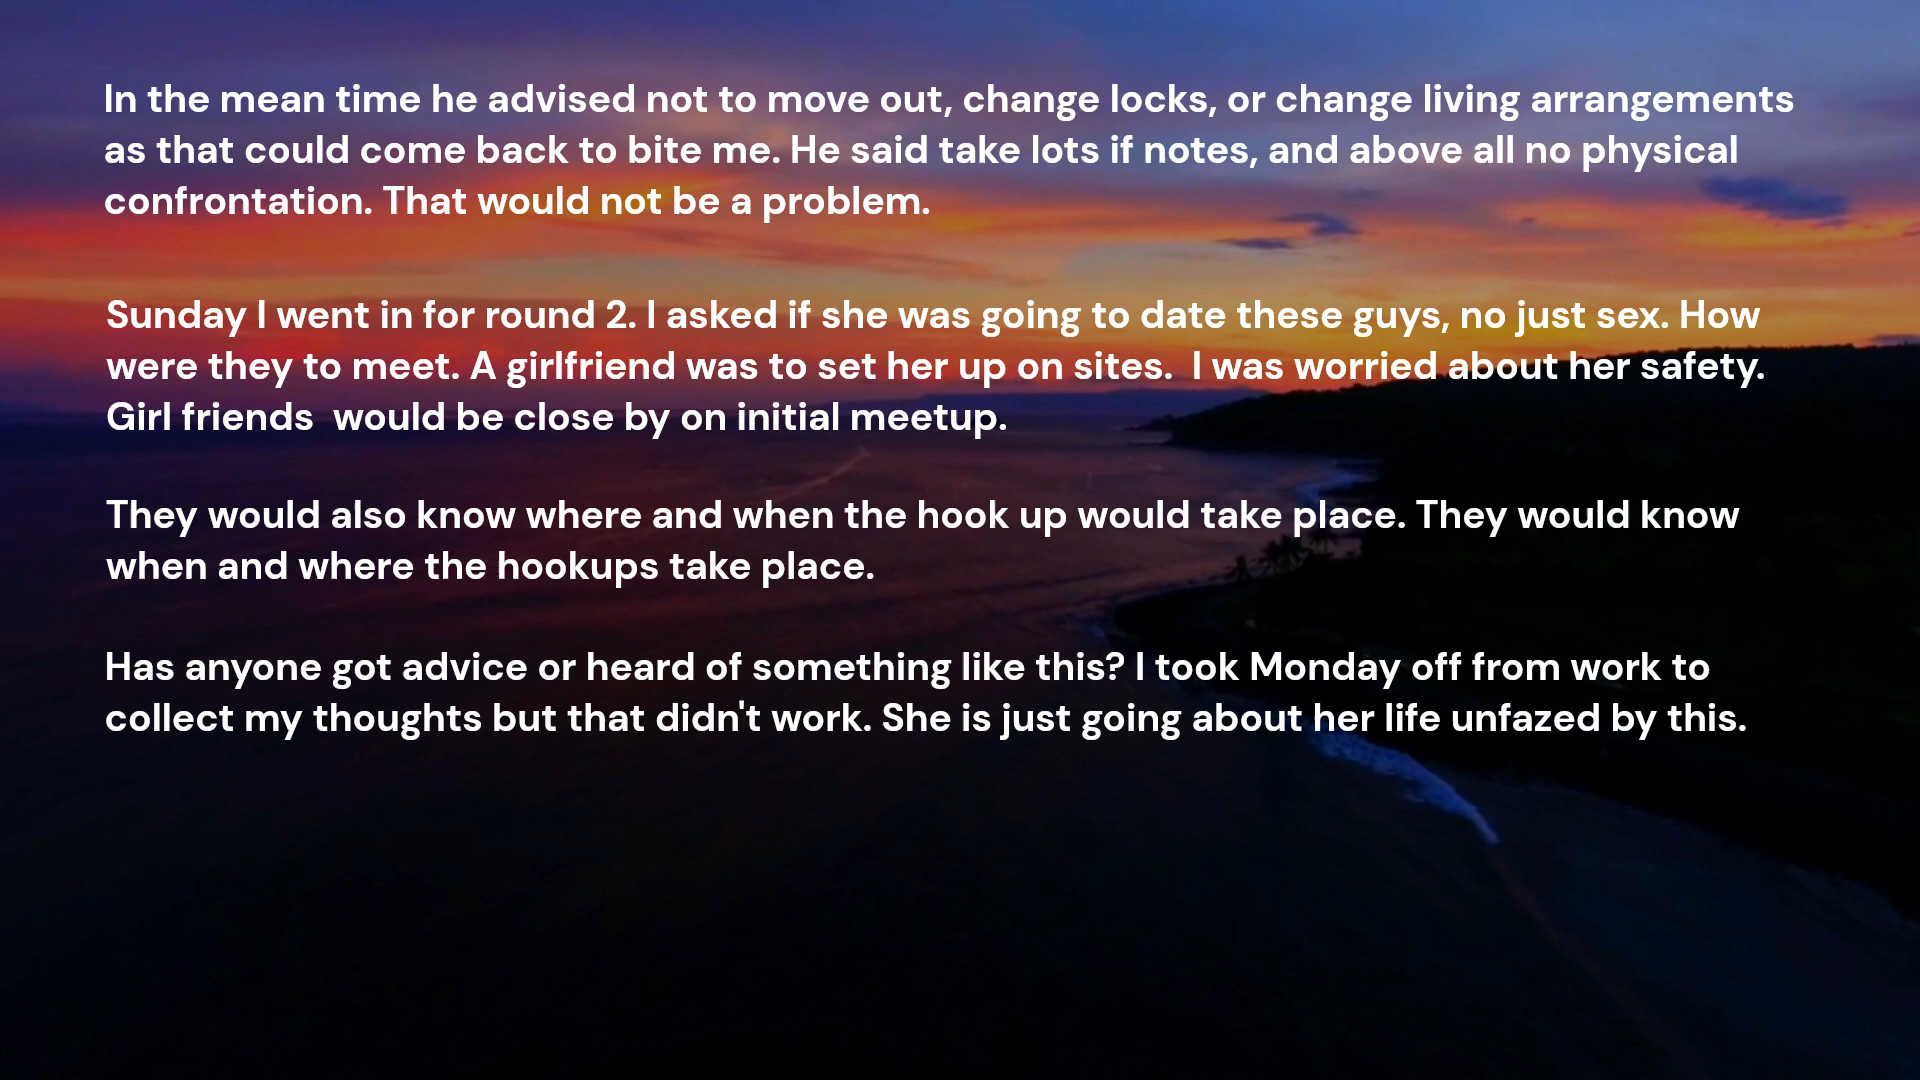 In the mean time he advised not to move out, change locks, or change living arrangements
as that could come back to bite me. He said take lots if notes, and above all no physical
confrontation. That would not be a problem.
Sunday I went in for round 2. I asked if she was going to date these guys, no just sex. How
were they to meet. A girlfriend was to set her up on sites.  I was worried about her safety.
Girl friends  would be close by on initial meetup.
They would also know where and when the hook up would take place. They would know
when and where the hookups take place.
Has anyone got advice or heard of something like this? I took Monday off from work to
collect my thoughts but that didn't work. She is just going about her life unfazed by this.